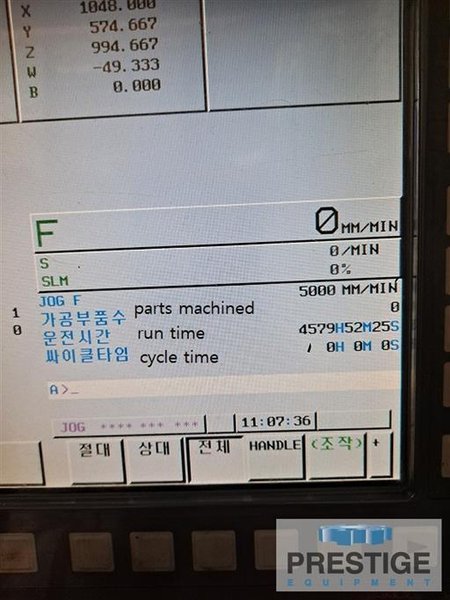 X 1048.000
Y 574.667
Z 994.667
W -49.333
B 0.000
F 0 MM/MIN
S 0/MIN
SLM 0%
JOG F 5000 MM/MIN
1 가공부품수 parts machined 0
0 운전시간 run time 4579H52M25S
싸이클타임 cycle time / 0H 0M 0S
A>_
JOG **** *** *** 11:07:36
절대 상대 전체 HANDLE (조작) +
PRESTIGE
EQUIPMENT